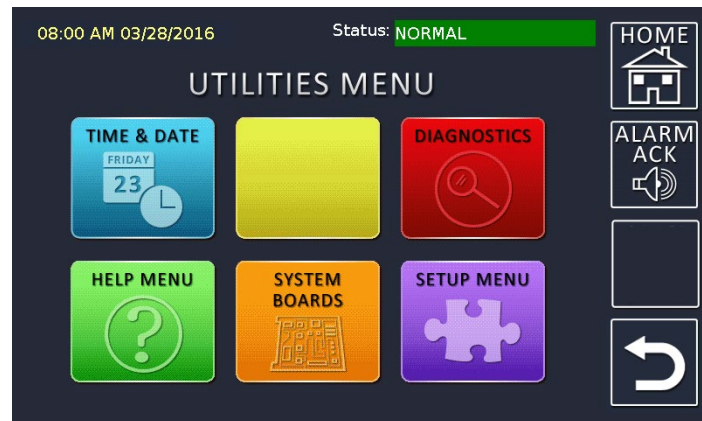 08:00 AM 03/28/2016
Status: NORMAL
HOME
UTILITIES MENU
TIME & DATE
FRIDAY
23
DIAGNOSTICS
ALARM
ACK
HELP MENU
SYSTEM
BOARDS
SETUP MENU